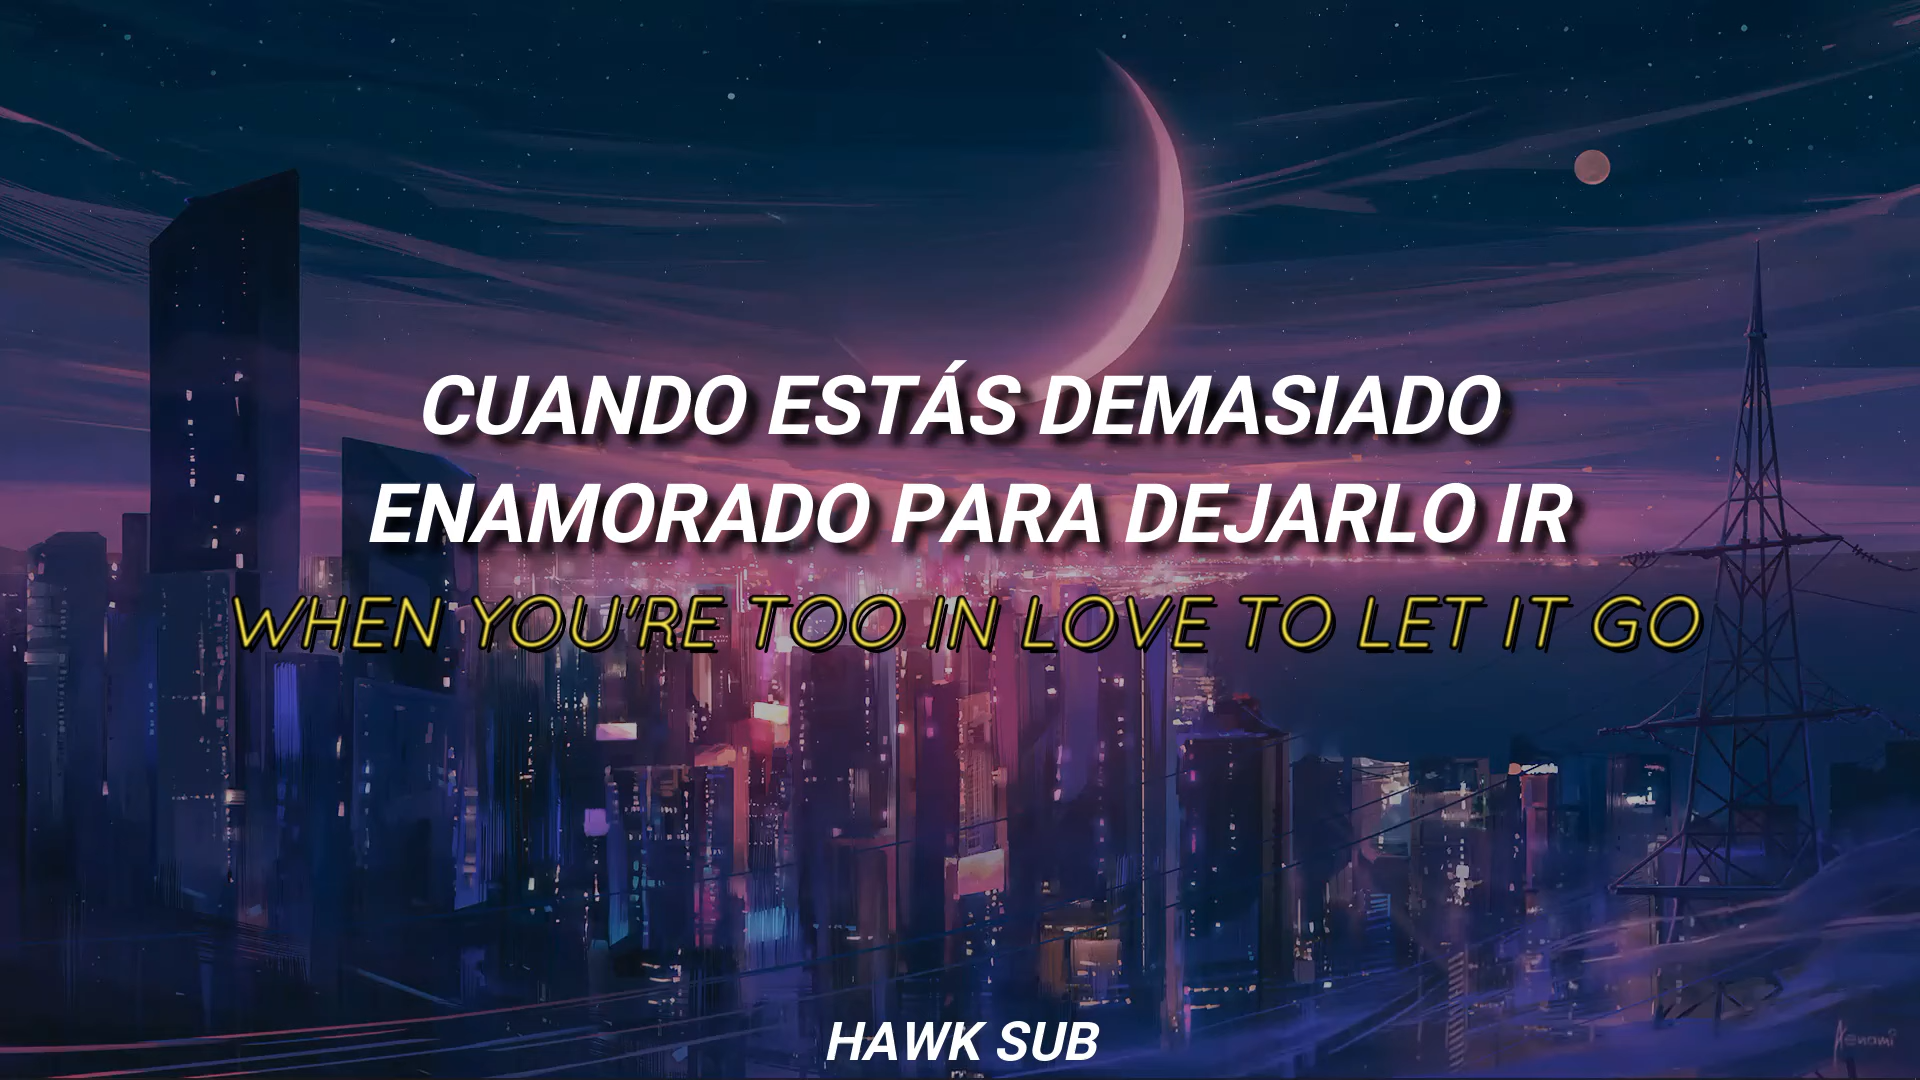 CUANDO ESTÁS DEMASIADO
ENAMORADO PARA DEJARLO IR
WHEN YOU'RE TOO IN LOVE TO LET IT GO
HAWK SUB
Aenami